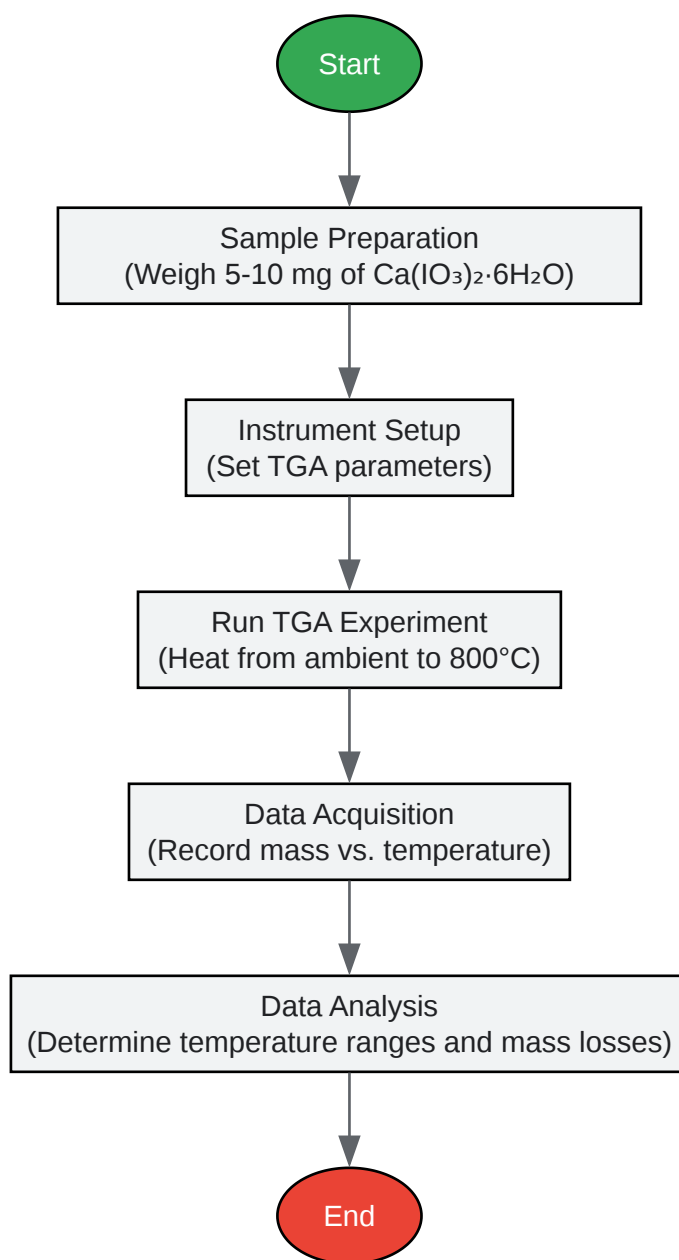 Start
Sample Preparation
(Weigh 5-10 mg of Ca(IO₃)₂·6H₂O)
Instrument Setup
(Set TGA parameters)
Run TGA Experiment
(Heat from ambient to 800°C)
Data Acquisition
(Record mass vs. temperature)
Data Analysis
(Determine temperature ranges and mass losses)
End